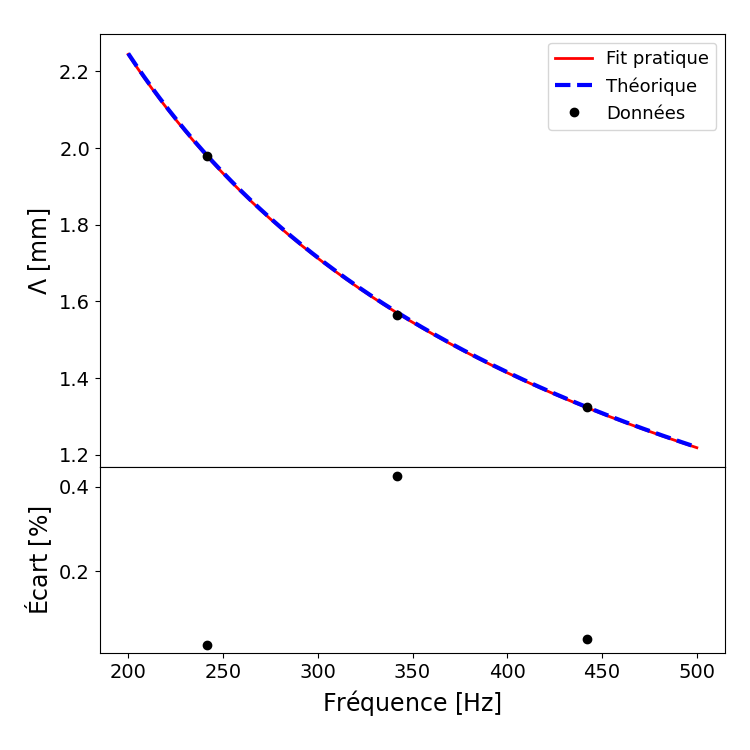 Fit pratique
Théorique
Données
2.2
2.0
1.8
1.6
1.4
1.2
Λ [mm]
0.4
0.2
Écart [%]
200 250 300 350 400 450 500
Fréquence [Hz]